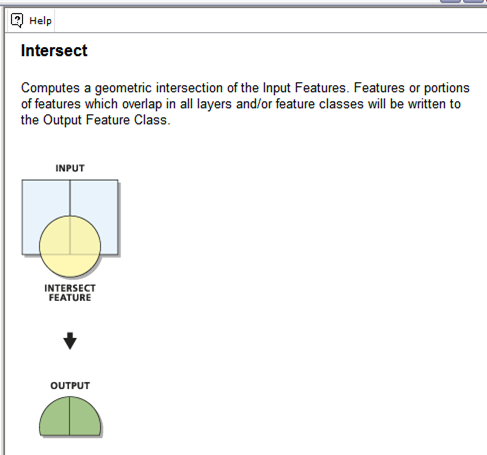 Help
Intersect
Computes a geometric intersection of the Input Features. Features or portions
of features which overlap in all layers and/or feature classes will be written to
the Output Feature Class.
INPUT
INTERSECT
FEATURE
OUTPUT